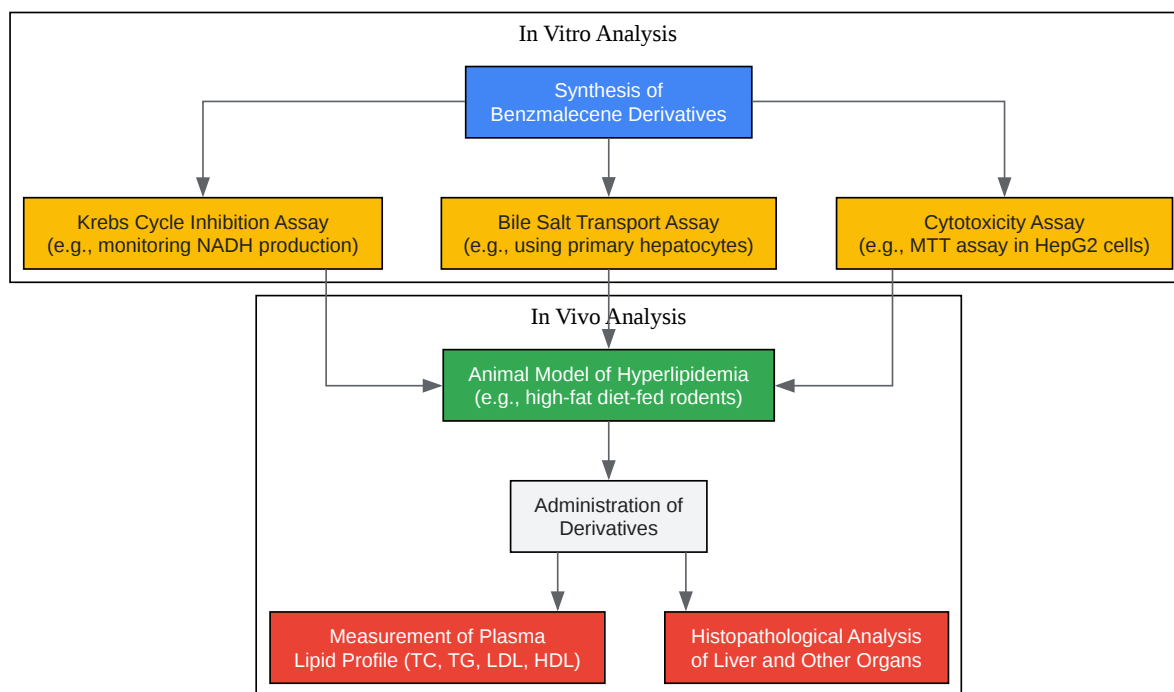 In Vitro Analysis
Synthesis of
Benzmalecene Derivatives
Krebs Cycle Inhibition Assay
(e.g., monitoring NADH production)
Bile Salt Transport Assay
(e.g., using primary hepatocytes)
Cytotoxicity Assay
(e.g., MTT assay in HepG2 cells)
In Vivo Analysis
Animal Model of Hyperlipidemia
(e.g., high-fat diet-fed rodents)
Administration of
Derivatives
Measurement of Plasma
Lipid Profile (TC, TG, LDL, HDL)
Histopathological Analysis
of Liver and Other Organs